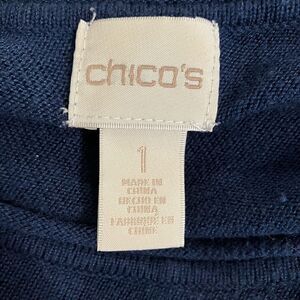 chico's
1
MADE IN
CHINA
HECHO EN
CHINA
FABRIQUÉ EN
CHINE